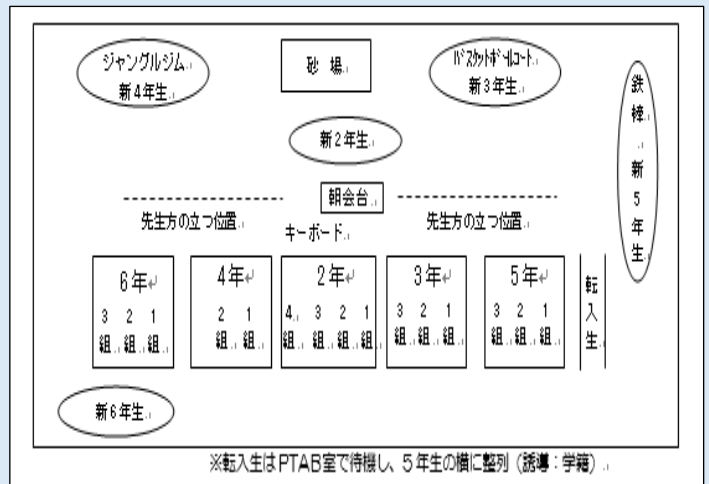 ジャングルジム
新4年生
砂 場
バスケットボールコート
新3年生
鉄棒 新5年生
新2年生
朝会台
先生方の立つ位置
キーボード
先生方の立つ位置
6年
3 2 1
組 組 組
4年
2 1
組 組
2年
4 3 2 1
組 組 組 組
3年
3 2 1
組 組 組
5年
3 2 1
組 組 組
転入生
新6年生
※転入生はPTAB室で待機し、5年生の横に整列（誘導：学籍）